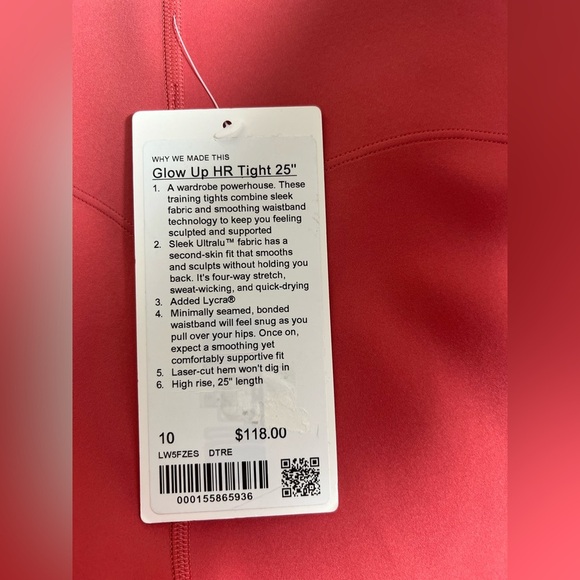 WHY WE MADE THIS
Glow Up HR Tight 25"
1. A wardrobe powerhouse. These
training tights combine sleek
fabric and smoothing waistband
technology to keep you feeling
sculpted and supported
2. Sleek Ultralu™ fabric has a
second-skin fit that smooths
and sculpts without holding you
back. It's four-way stretch,
sweat-wicking, and quick-drying
3. Added Lycra®
4. Minimally seamed, bonded
waistband will feel snug as you
pull over your hips. Once on,
expect a smoothing yet
comfortably supportive fit
5. Laser-cut hem won't dig in
6. High rise, 25" length
10 $118.00
LW5FZES DTRE
000155865936